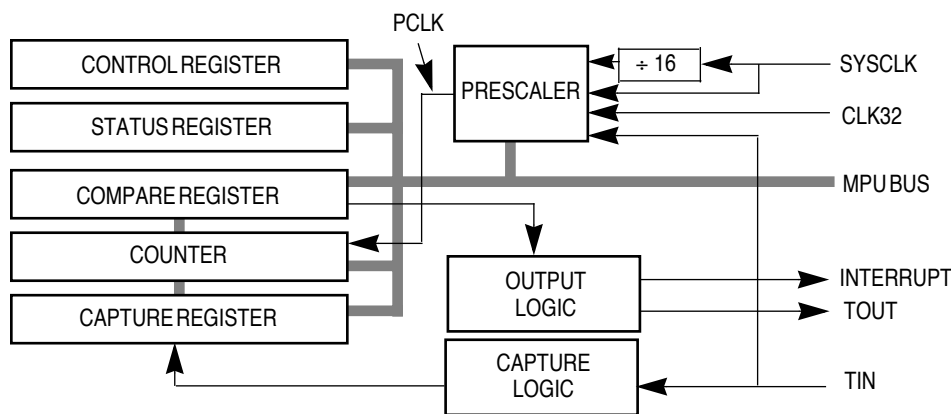 PCLK
CONTROL REGISTER
STATUS REGISTER
COMPARE REGISTER
COUNTER
CAPTURE REGISTER
PRESCALER
÷ 16
SYSCLK
CLK32
MPU BUS
OUTPUT
LOGIC
INTERRUPT
TOUT
CAPTURE
LOGIC
TIN